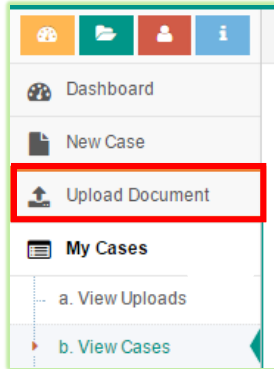 Dashboard
New Case
Upload Document
My Cases
a. View Uploads
b. View Cases